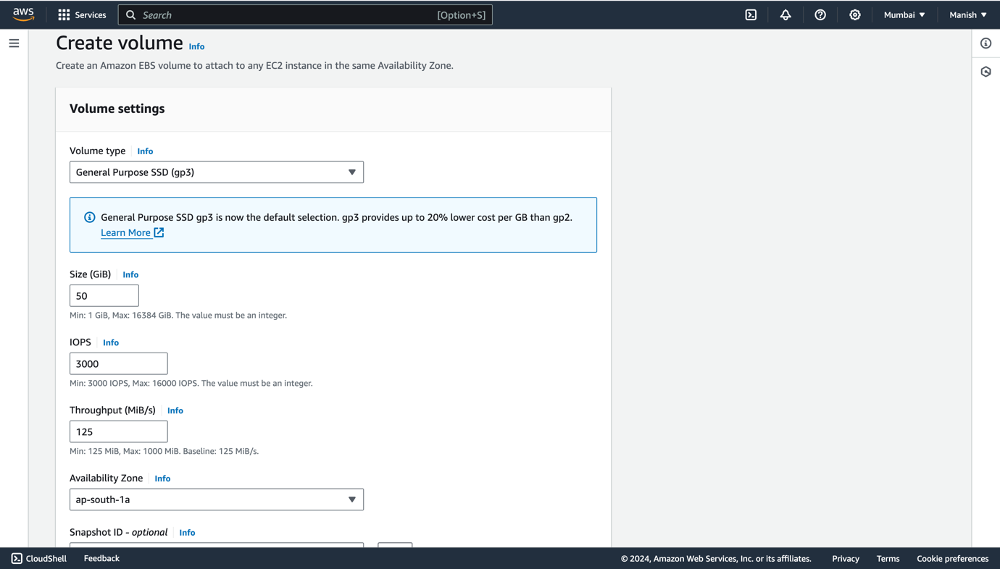 aws
Services
Search
[Option+S]
Mumbai ▼
Manish ▼
Create volume Info
Create an Amazon EBS volume to attach to any EC2 instance in the same Availability Zone.
Volume settings
Volume type Info
General Purpose SSD (gp3)
General Purpose SSD gp3 is now the default selection. gp3 provides up to 20% lower cost per GB than gp2.
Learn More
Size (GiB) Info
50
Min: 1 GiB, Max: 16384 GiB. The value must be an integer.
IOPS Info
3000
Min: 3000 IOPS, Max: 16000 IOPS. The value must be an integer.
Throughput (MiB/s) Info
125
Min: 125 MiB, Max: 1000 MiB. Baseline: 125 MiB/s.
Availability Zone Info
ap-south-1a
Snapshot ID - optional Info
CloudShell
Feedback
© 2024, Amazon Web Services, Inc. or its affiliates.
Privacy
Terms
Cookie preferences